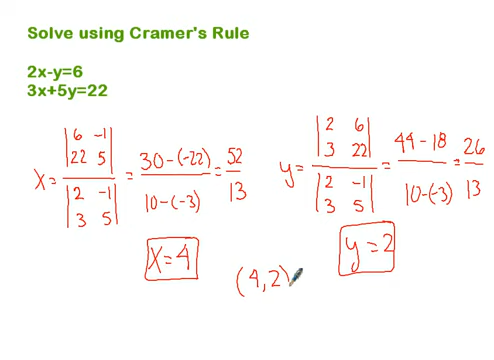 Solve using Cramer's Rule
2x-y=6
3x+5y=22
x = |6 -1; 22 5| / |2 -1; 3 5| = 30-(-22) / 10-(-3) = 52 / 13
y = |2 6; 3 22| / |2 -1; 3 5| = 44-18 / 10-(-3) = 26 / 13
x=4
y=2
(4,2)